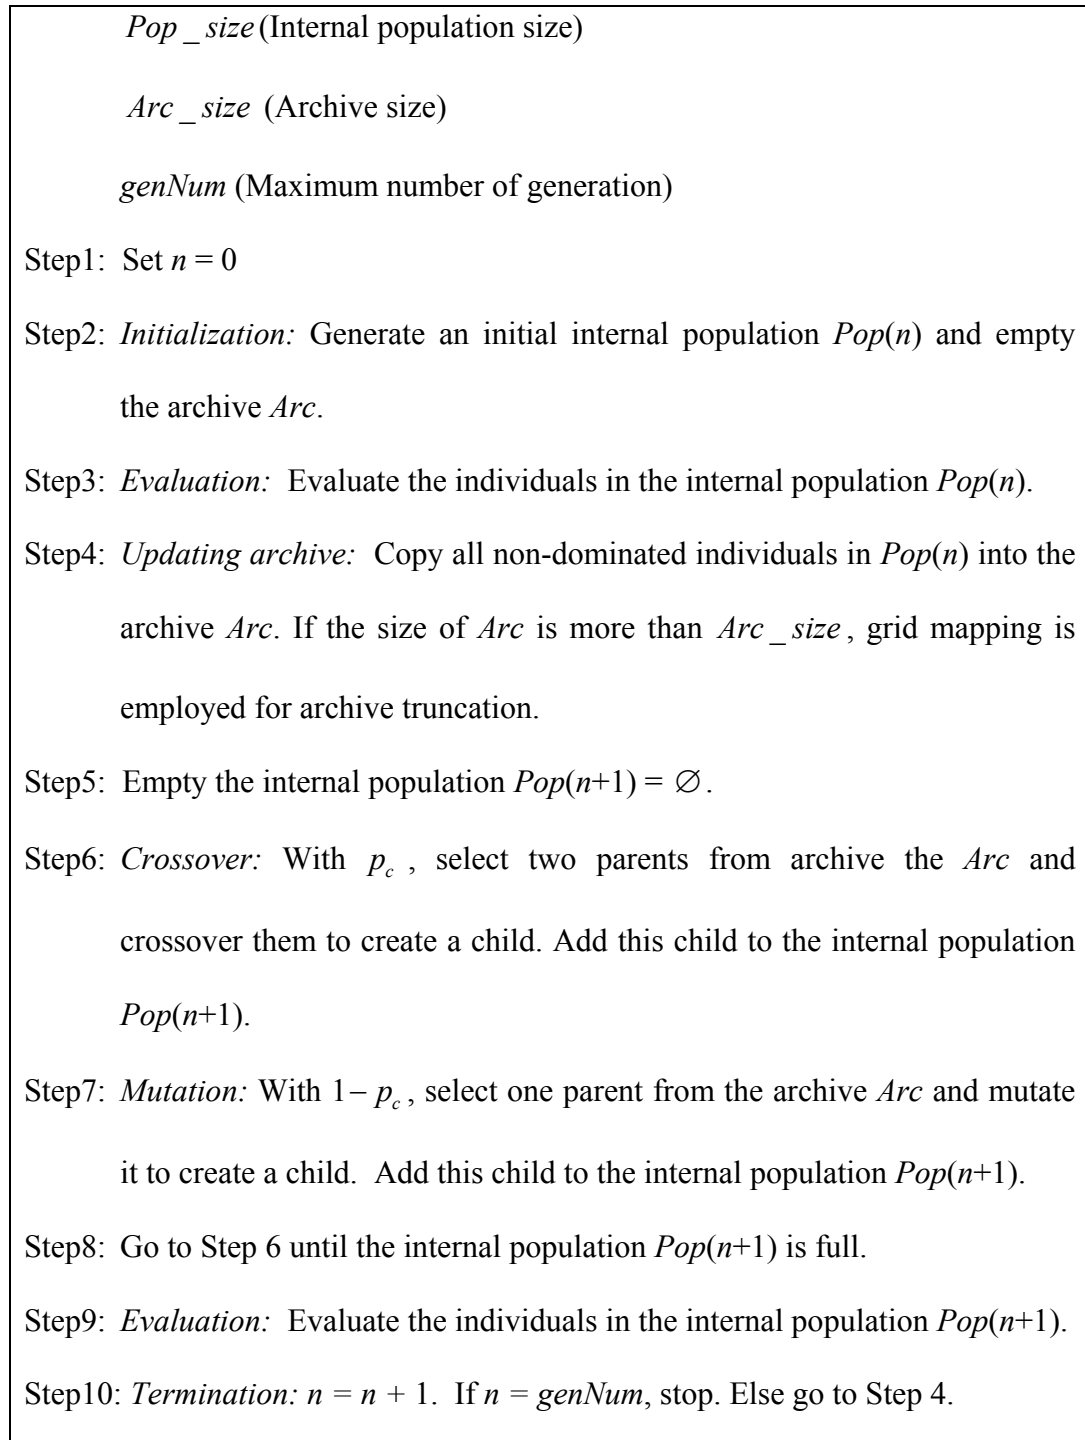 Pop _ size (Internal population size)
Arc _ size (Archive size)
genNum (Maximum number of generation)
Step1: Set n = 0
Step2: Initialization: Generate an initial internal population Pop(n) and empty
the archive Arc.
Step3: Evaluation: Evaluate the individuals in the internal population Pop(n).
Step4: Updating archive: Copy all non-dominated individuals in Pop(n) into the
archive Arc. If the size of Arc is more than Arc _ size , grid mapping is
employed for archive truncation.
Step5: Empty the internal population Pop(n+1) = ∅.
Step6: Crossover: With p_c , select two parents from archive the Arc and
crossover them to create a child. Add this child to the internal population
Pop(n+1).
Step7: Mutation: With 1− p_c , select one parent from the archive Arc and mutate
it to create a child. Add this child to the internal population Pop(n+1).
Step8: Go to Step 6 until the internal population Pop(n+1) is full.
Step9: Evaluation: Evaluate the individuals in the internal population Pop(n+1).
Step10: Termination: n = n + 1. If n = genNum, stop. Else go to Step 4.